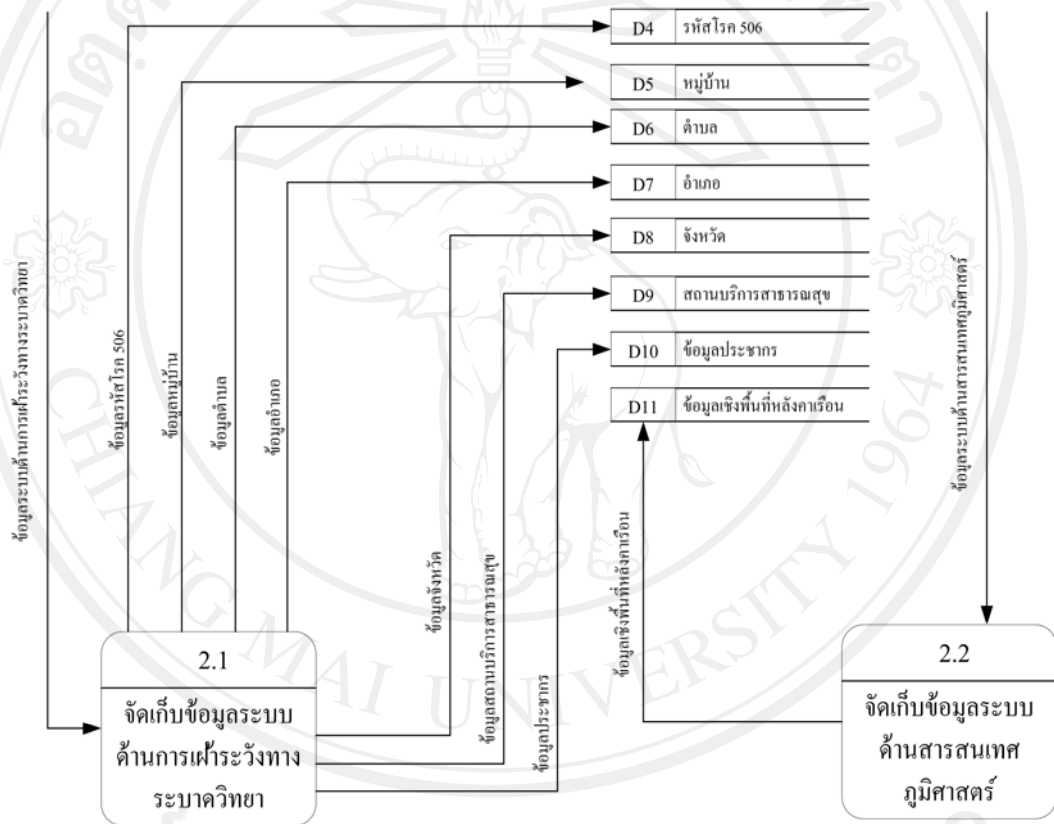 D4 รหัสโรค 506
D5 หมู่บ้าน
D6 ตำบล
D7 อำเภอ
D8 จังหวัด
D9 สถานบริการสาธารณสุข
D10 ข้อมูลประชากร
D11 ข้อมูลเชิงพื้นที่หลังคาเรือน
ข้อมูลระบบด้านการเฝ้าระวังทางระบาดวิทยา
ข้อมูลรหัสโรค 506
ข้อมูลหมู่บ้าน
ข้อมูลตำบล
ข้อมูลอำเภอ
ข้อมูลจังหวัด
ข้อมูลสถานบริการสาธารณสุข
ข้อมูลประชากร
ข้อมูลเชิงพื้นที่หลังคาเรือน
ข้อมูลระบบด้านสารสนเทศภูมิศาสตร์
2.1
จัดเก็บข้อมูลระบบ
ด้านการเฝ้าระวังทาง
ระบาดวิทยา
2.2
จัดเก็บข้อมูลระบบ
ด้านสารสนเทศ
ภูมิศาสตร์
CHIANG MAI UNIVERSITY 1964